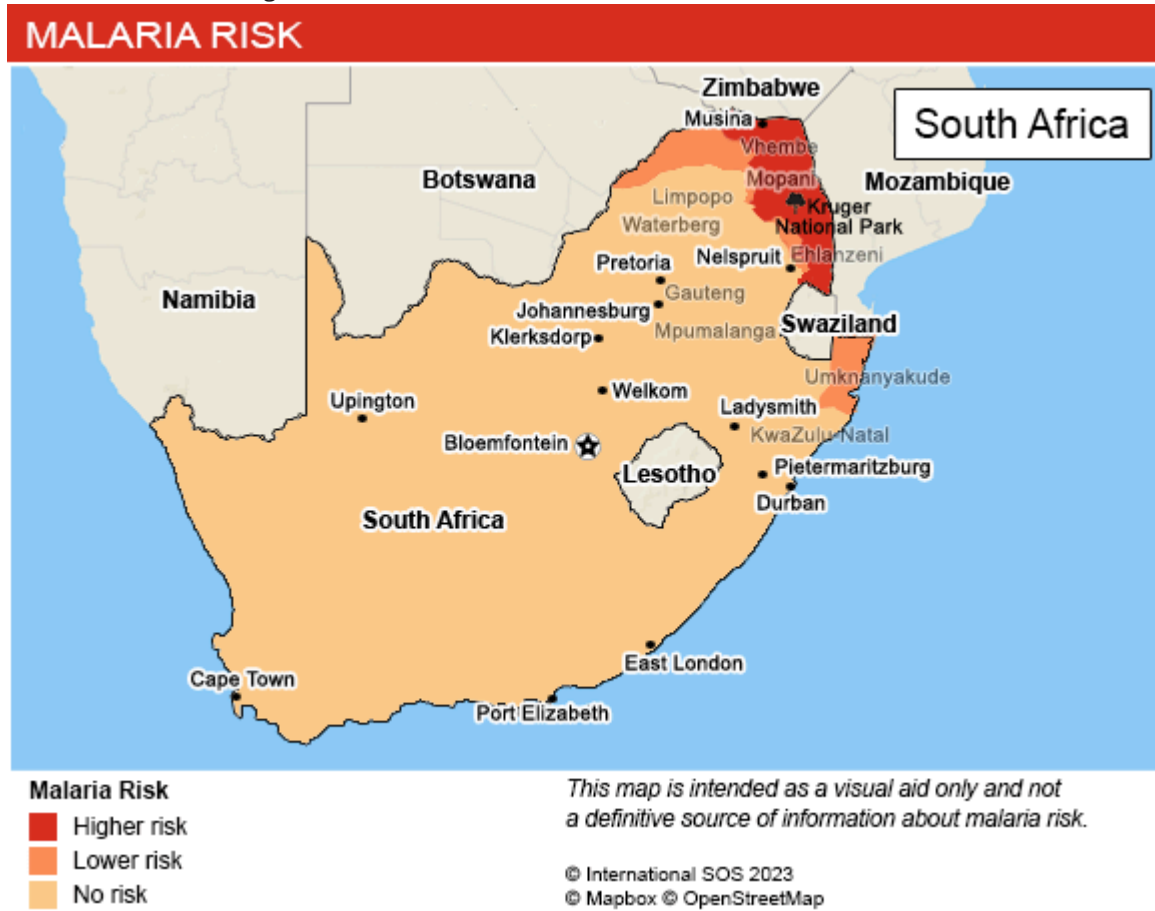 MALARIA RISK
South Africa
Zimbabwe
Musina
Vhembe
Botswana
Mopani
Mozambique
Limpopo
Kruger
National Park
Waterberg
Pretoria
Nelspruit
Ehlanzeni
Namibia
Gauteng
Johannesburg
Klerksdorp
Mpumalanga
Swaziland
Umknanyakude
Upington
Welkom
Ladysmith
Bloemfontein
KwaZulu-Natal
Lesotho
Pietermaritzburg
Durban
South Africa
East London
Cape Town
Port Elizabeth
Malaria Risk
Higher risk
Lower risk
No risk
This map is intended as a visual aid only and not
a definitive source of information about malaria risk.
© International SOS 2023
© Mapbox © OpenStreetMap